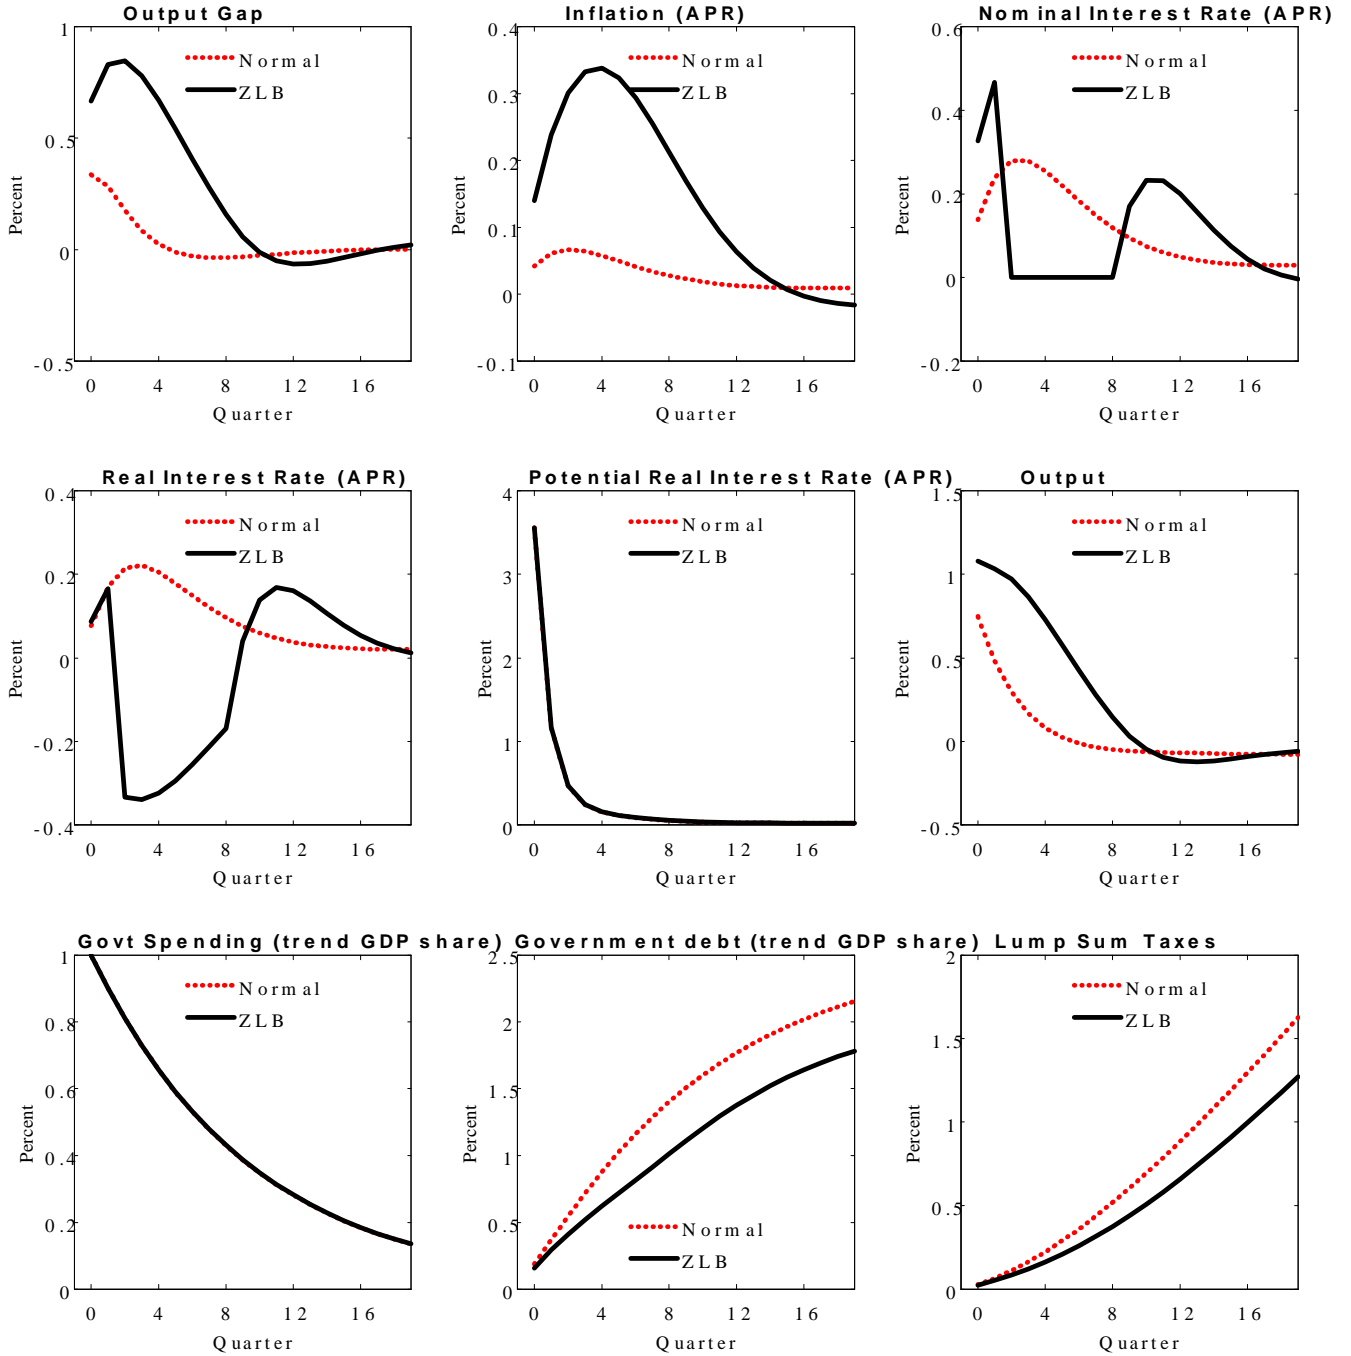 Output Gap
Inflation (APR)
Nominal Interest Rate (APR)
1
0.5
0
-0.5
Percent
Normal
ZLB
0 4 8 12 16
Quarter
0.4
0.3
0.2
0.1
0
-0.1
Percent
Normal
ZLB
0 4 8 12 16
Quarter
0.6
0.4
0.2
0
-0.2
Percent
Normal
ZLB
0 4 8 12 16
Quarter
Real Interest Rate (APR)
Potential Real Interest Rate (APR)
Output
0.4
0.2
0
-0.2
-0.4
Percent
Normal
ZLB
0 4 8 12 16
Quarter
4
3
2
1
0
Percent
Normal
ZLB
0 4 8 12 16
Quarter
1.5
1
0.5
0
-0.5
Percent
Normal
ZLB
0 4 8 12 16
Quarter
Govt Spending (trend GDP share)
Government debt (trend GDP share)
Lump Sum Taxes
1
0.8
0.6
0.4
0.2
0
Percent
Normal
ZLB
0 4 8 12 16
Quarter
2.5
2
1.5
1
0.5
0
Percent
Normal
ZLB
0 4 8 12 16
Quarter
2
1.5
1
0.5
0
Percent
Normal
ZLB
0 4 8 12 16
Quarter